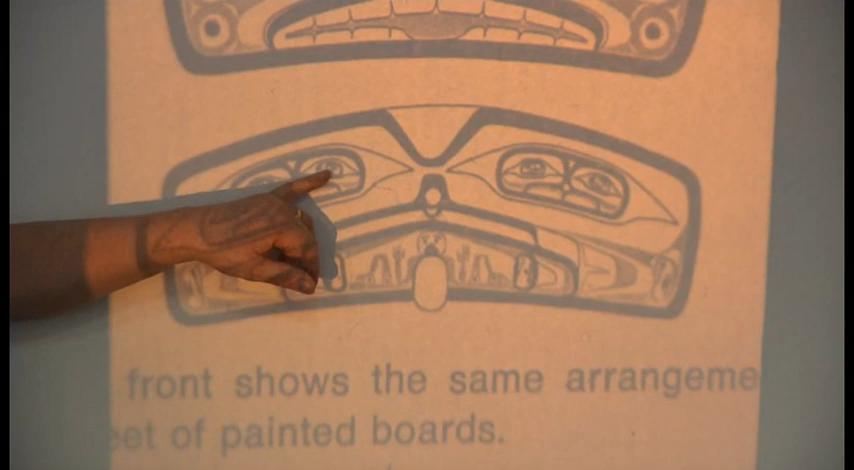 front shows the same arrangeme
eet of painted boards.